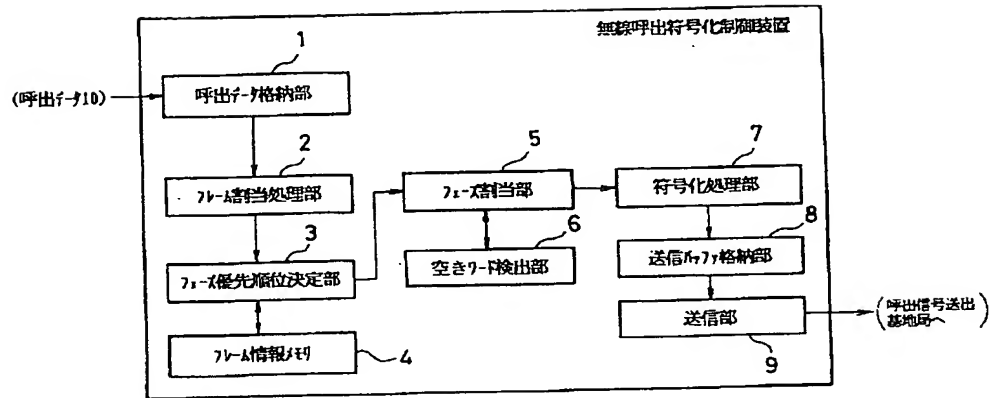 無線呼出符号化制御装置
1
(呼出データ10)
呼出データ格納部
2
フレーム割当処理部
3
フェーズ優先順位決定部
フレーム情報メモリ
4
5
フェーズ割当部
6
空きワード検出部
7
符号化処理部
8
送信バッファ格納部
送信部
9
(呼出信号送出
基地局へ)